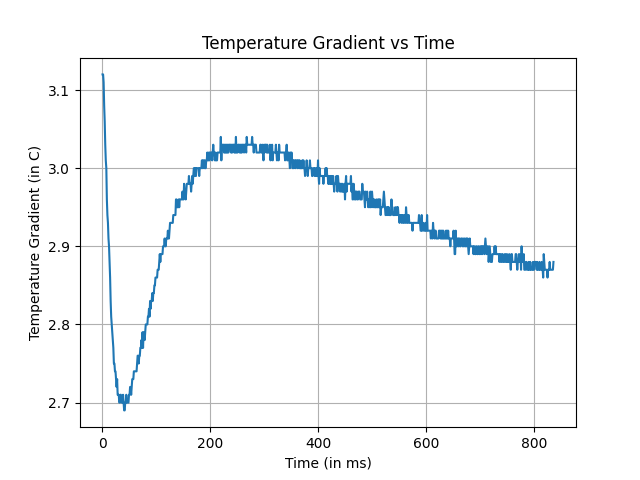 Temperature Gradient vs Time
Temperature Gradient (in C)
3.1
3.0
2.9
2.8
2.7
0 200 400 600 800
Time (in ms)